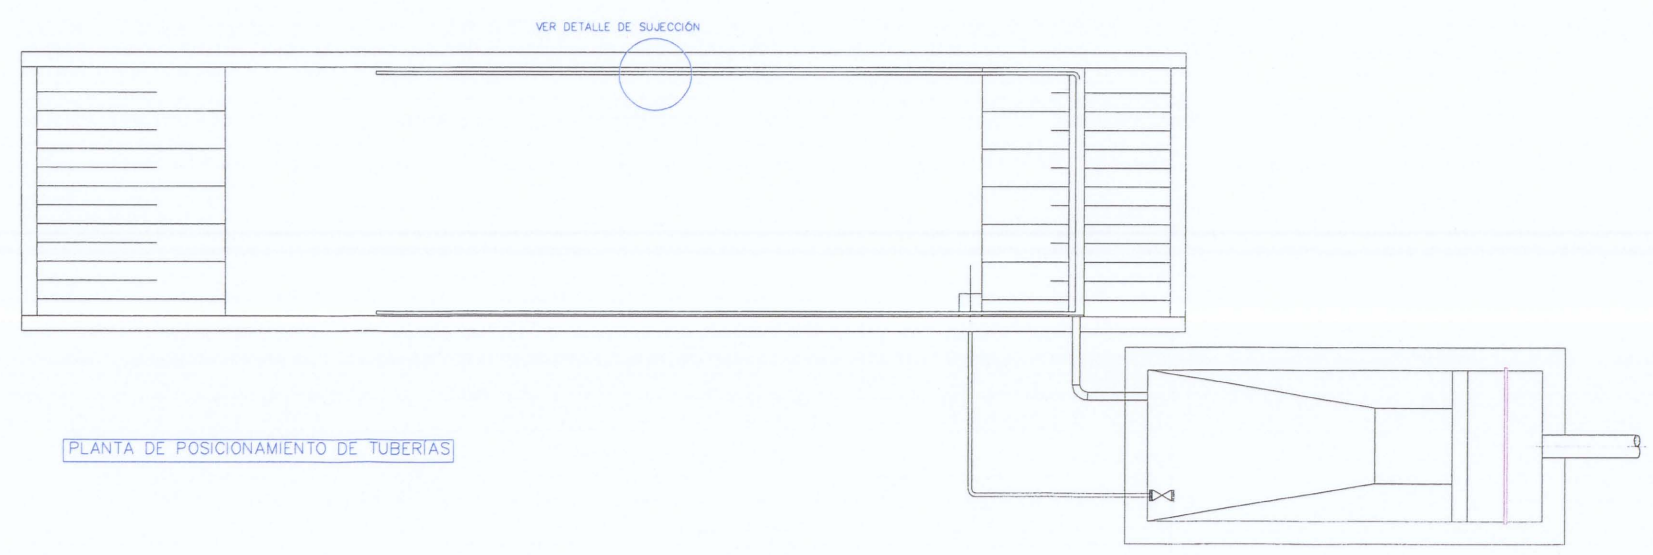 VER DETALLE DE SUJECCIÓN
PLANTA DE POSICIONAMIENTO DE TUBERÍAS